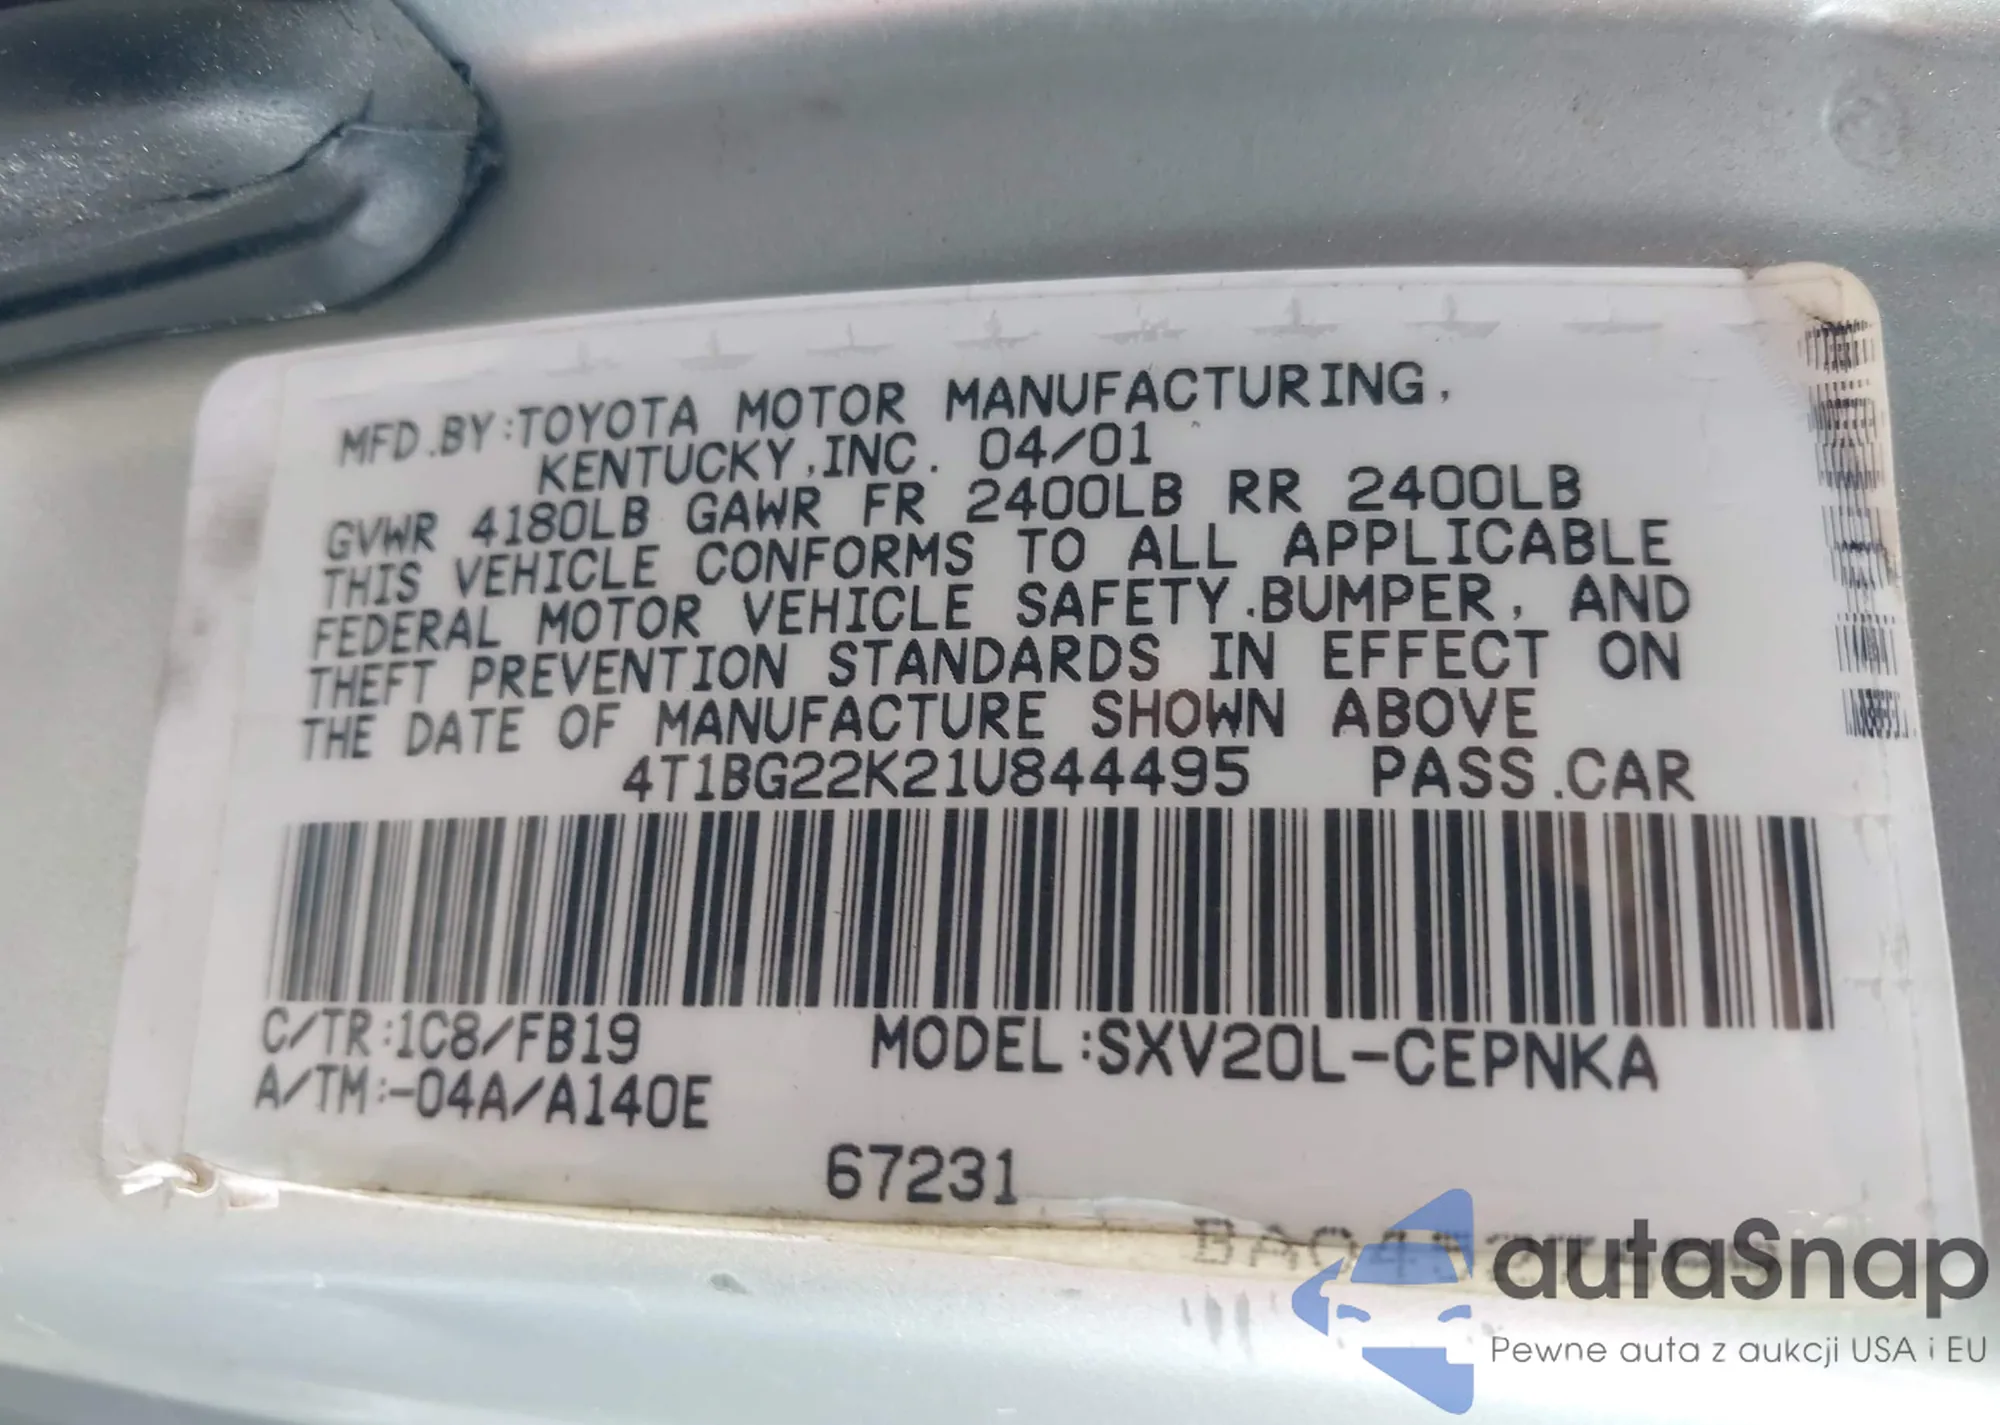 MFD.BY:TOYOTA MOTOR MANUFACTURING,
KENTUCKY,INC. 04/01
GVWR 4180LB GAWR FR 2400LB RR 2400LB
THIS VEHICLE CONFORMS TO ALL APPLICABLE
FEDERAL MOTOR VEHICLE SAFETY.BUMPER, AND
THEFT PREVENTION STANDARDS IN EFFECT ON
THE DATE OF MANUFACTURE SHOWN ABOVE
4T1BG22K21U844495 PASS.CAR
C/TR:1C8/FB19 MODEL:SXV20L-CEPNKA
A/TM:-04A/A140E
67231
autaSnap
Pewne auta z aukcji USA i EU